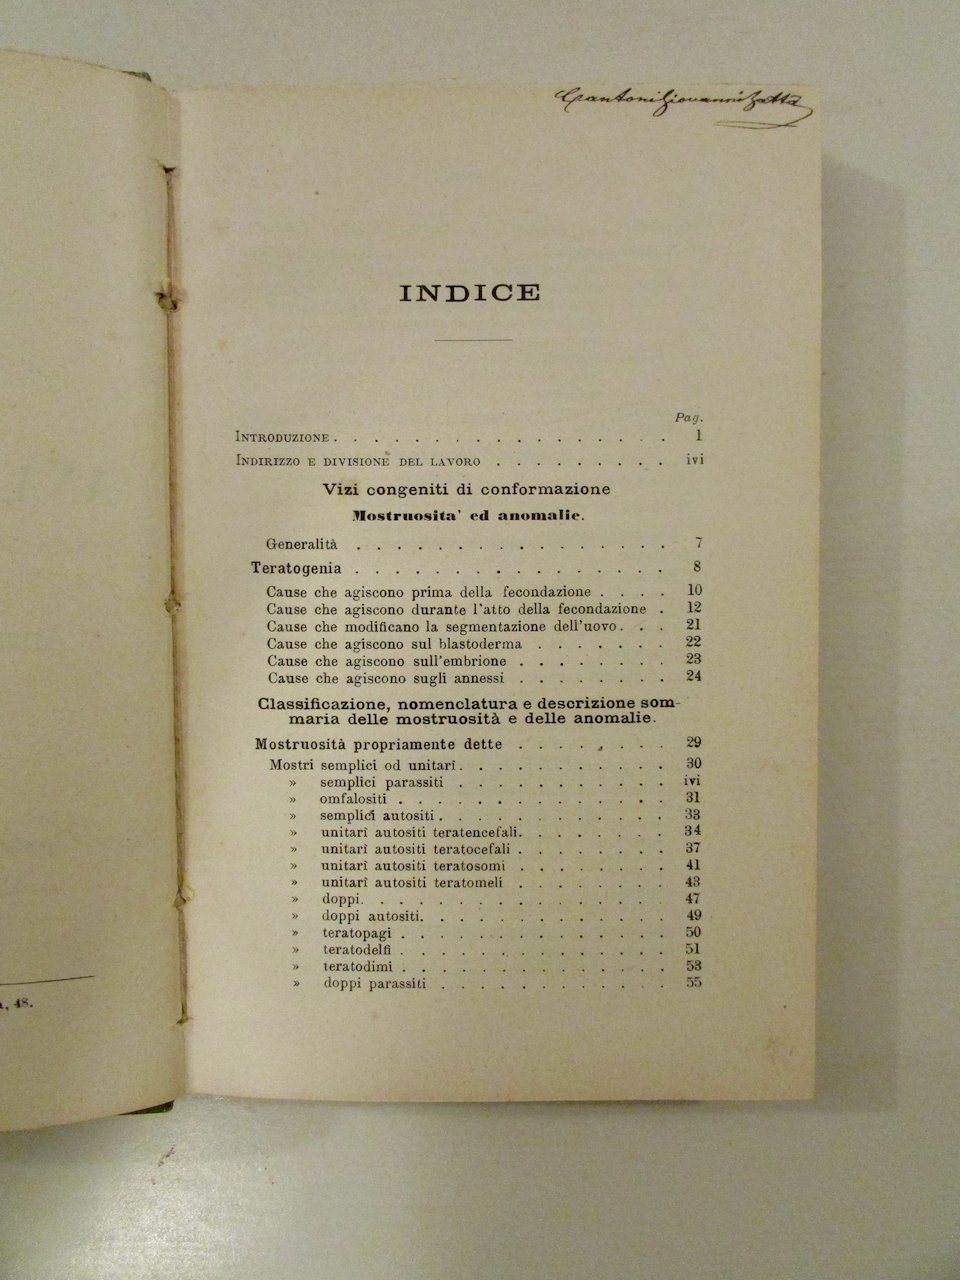 Giovanni
INDICE
Pag.
INTRODUZIONE . . . . . . . . . . . . . . . . . 1
INDIRIZZO E DIVISIONE DEL LAVORO . . . . . . . . . ivi
Vizi congeniti di conformazione
Mostruosita' ed anomalie.
Generalità . . . . . . . . . . . . . . . . 7
Teratogenia . . . . . . . . . . . . . . . . 8
Cause che agiscono prima della fecondazione . . . . 10
Cause che agiscono durante l'atto della fecondazione . 12
Cause che modificano la segmentazione dell'uovo . . . 21
Cause che agiscono sul blastoderma . . . . . . . 22
Cause che agiscono sull'embrione . . . . . . . . 23
Cause che agiscono sugli annessi . . . . . . . . 24
Classificazione, nomenclatura e descrizione som-
maria delle mostruosità e delle anomalie.
Mostruosità propriamente dette . . . . . . . . 29
Mostri semplici od unitarî . . . . . . . . . . . 30
» semplici parassiti . . . . . . . . . . . ivi
» omfalositi . . . . . . . . . . . . . . 31
» semplici autositi . . . . . . . . . . . . 33
» unitarî autositi teratencefali . . . . . . . . 34
» unitarî autositi teratocefali . . . . . . . . 37
» unitarî autositi teratosomi . . . . . . . . 41
» unitarî autositi teratomeli . . . . . . . . 43
» doppi . . . . . . . . . . . . . . . . 47
» doppi autositi . . . . . . . . . . . . . 49
» teratopagi . . . . . . . . . . . . . . 50
» teratodelfi . . . . . . . . . . . . . . 51
» teratodimi . . . . . . . . . . . . . . 53
» doppi parassiti . . . . . . . . . . . . 55
48.